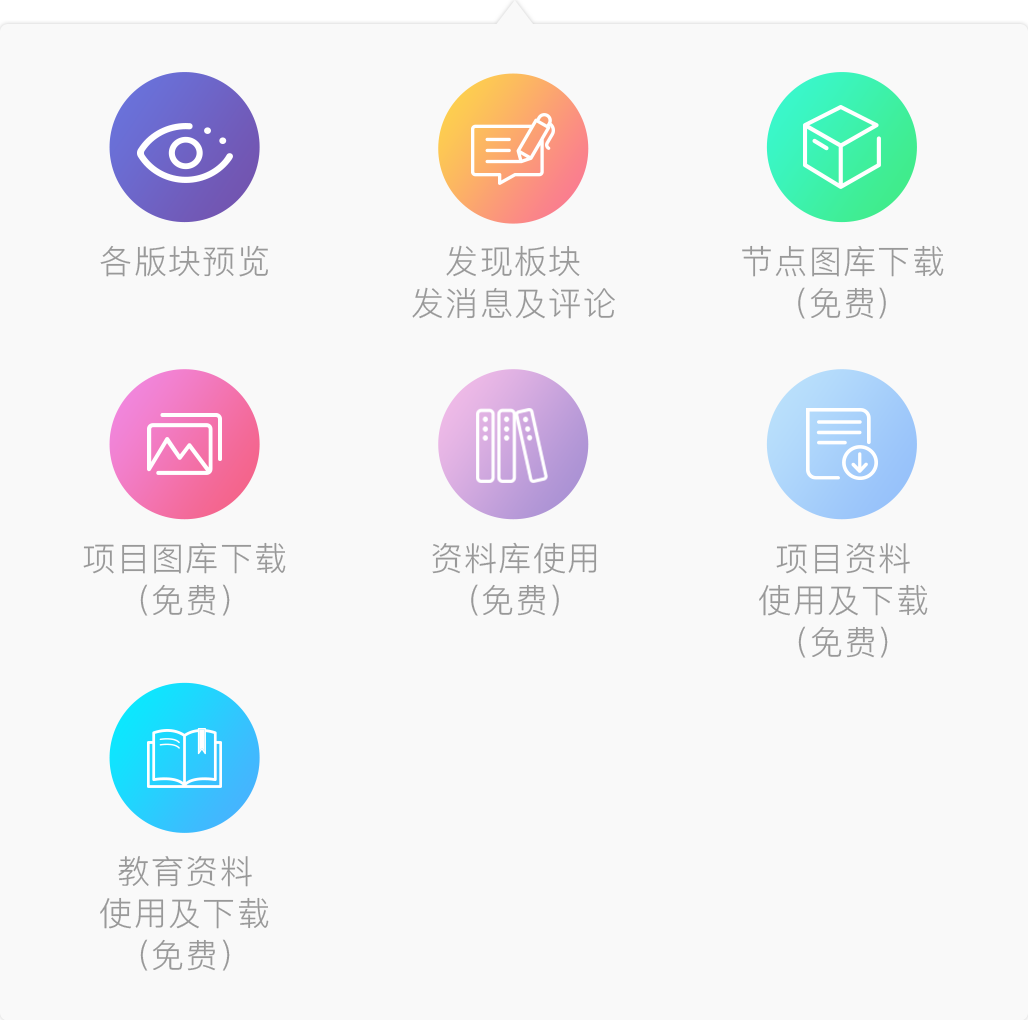 各版块预览
发现板块
发消息及评论
节点图库下载
（免费）
项目图库下载
（免费）
资料库使用
（免费）
项目资料
使用及下载
（免费）
教育资料
使用及下载
（免费）